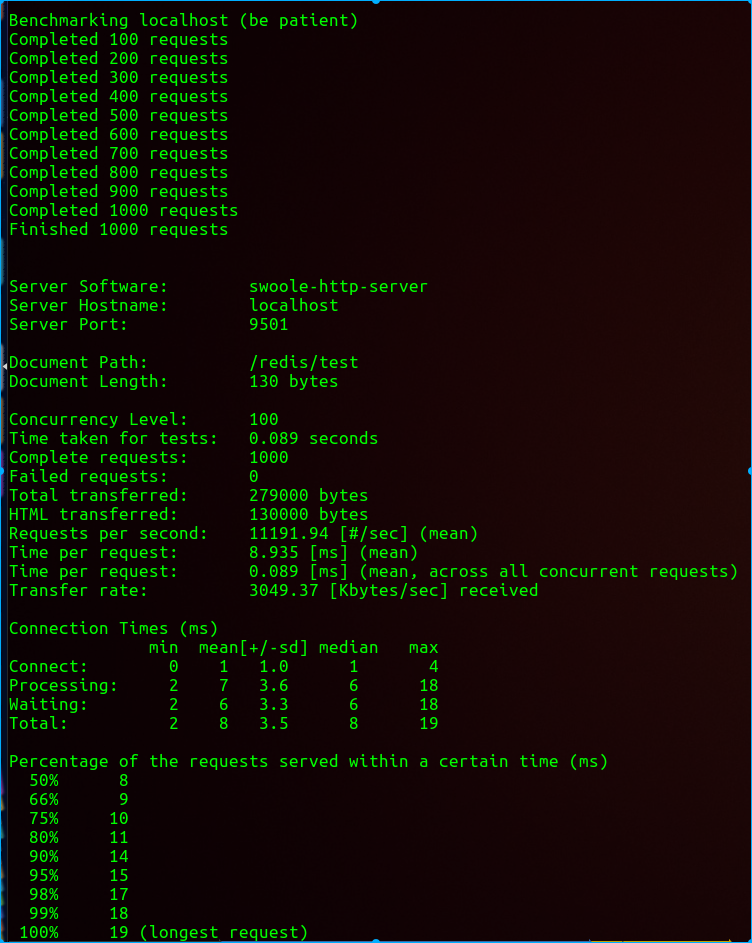 Benchmarking localhost (be patient)
Completed 100 requests
Completed 200 requests
Completed 300 requests
Completed 400 requests
Completed 500 requests
Completed 600 requests
Completed 700 requests
Completed 800 requests
Completed 900 requests
Completed 1000 requests
Finished 1000 requests
Server Software:        swoole-http-server
Server Hostname:        localhost
Server Port:            9501
Document Path:          /redis/test
Document Length:        130 bytes
Concurrency Level:      100
Time taken for tests:   0.089 seconds
Complete requests:      1000
Failed requests:        0
Total transferred:      279000 bytes
HTML transferred:       130000 bytes
Requests per second:    11191.94 [#/sec] (mean)
Time per request:       8.935 [ms] (mean)
Time per request:       0.089 [ms] (mean, across all concurrent requests)
Transfer rate:          3049.37 [Kbytes/sec] received
Connection Times (ms)
              min  mean[+/-sd] median   max
Connect:        0    1   1.0      1       4
Processing:     2    7   3.6      6      18
Waiting:        2    6   3.3      6      18
Total:          2    8   3.5      8      19
Percentage of the requests served within a certain time (ms)
  50%      8
  66%      9
  75%     10
  80%     11
  90%     14
  95%     15
  98%     17
  99%     18
 100%     19 (longest request)